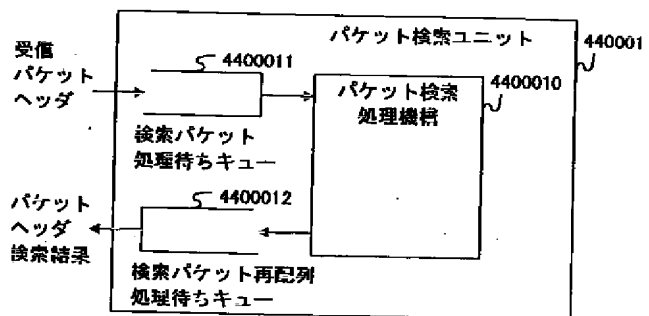 パケット検索ユニット
440001
受信
パケット
ヘッダ
4400011
検索パケット
処理待ちキュー
パケット検索
処理機構
4400010
パケット
ヘッダ
検索結果
4400012
検索パケット再配列
処理待ちキュー